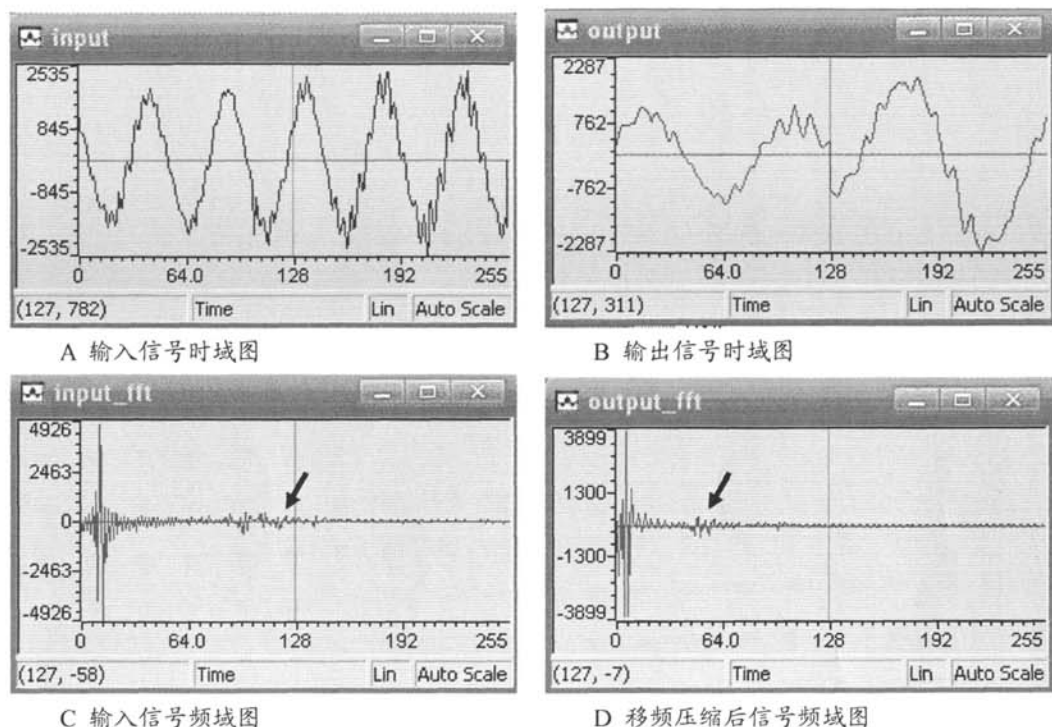 input
2535
845
-845
-2535
0 64.0 128 192 255
(127, 782) Time Lin Auto Scale
A 输入信号时域图
output
2287
762
-762
-2287
0 64.0 128 192 255
(127, 311) Time Lin Auto Scale
B 输出信号时域图
input_fft
4926
2463
0
-2463
-4926
0 64.0 128 192 255
(127, -58) Time Lin Auto Scale
C 输入信号频域图
output_fft
3899
1300
-1300
-3899
0 64.0 128 192 255
(127, -7) Time Lin Auto Scale
D 移频压缩后信号频域图